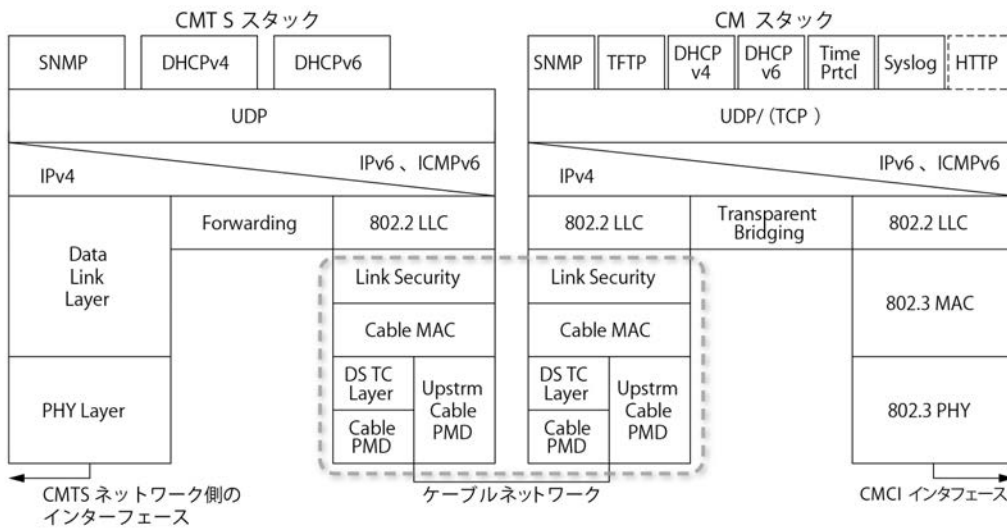 CMT S スタック
SNMP
DHCPv4
DHCPv6
UDP
IPv4
IPv6 、ICMPv6
Data
Link
Layer
Forwarding
802.2 LLC
Link Security
Cable MAC
PHY Layer
DS TC
Layer
Cable
PMD
Upstrm
Cable
PMD
CMTS ネットワーク側の
インターフェース
CM スタック
SNMP
TFTP
DHCP
v4
DHCP
v6
Time
Prtcl
Syslog
HTTP
UDP/（TCP ）
IPv4
IPv6 、ICMPv6
802.2 LLC
Transparent
Bridging
802.2 LLC
Link Security
Cable MAC
802.3 MAC
DS TC
Layer
Cable
PMD
Upstrm
Cable
PMD
802.3 PHY
ケーブルネットワーク
CMCI インタフェース